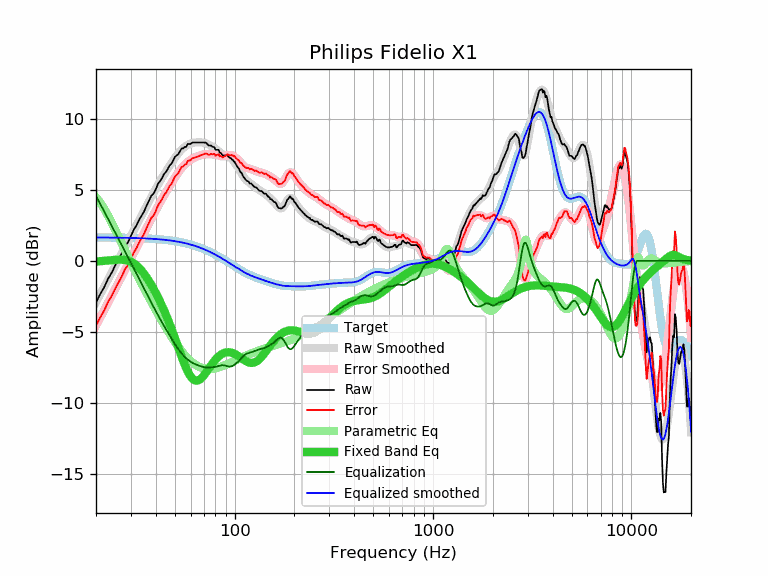 Philips Fidelio X1
Amplitude (dBr)
10
5
0
−5
−10
−15
Target
Raw Smoothed
Error Smoothed
Raw
Error
Parametric Eq
Fixed Band Eq
Equalization
Equalized smoothed
100
1000
10000
Frequency (Hz)